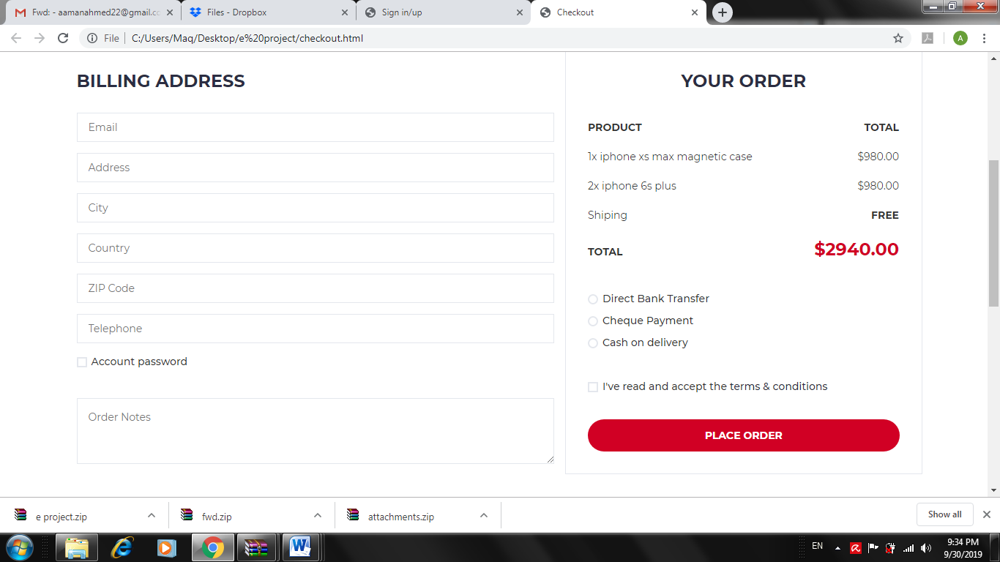 Fwd: - aamanahmed22@gmail.co
Files - Dropbox
Sign in/up
Checkout
File
C:/Users/Maq/Desktop/e%20project/checkout.html
A
BILLING ADDRESS
Email
Address
City
Country
ZIP Code
Telephone
Account password
Order Notes
YOUR ORDER
PRODUCT TOTAL
1x iphone xs max magnetic case $980.00
2x iphone 6s plus $980.00
Shiping FREE
TOTAL $2940.00
Direct Bank Transfer
Cheque Payment
Cash on delivery
I've read and accept the terms & conditions
PLACE ORDER
e project.zip
fwd.zip
attachments.zip
Show all
EN
9:34 PM
9/30/2019